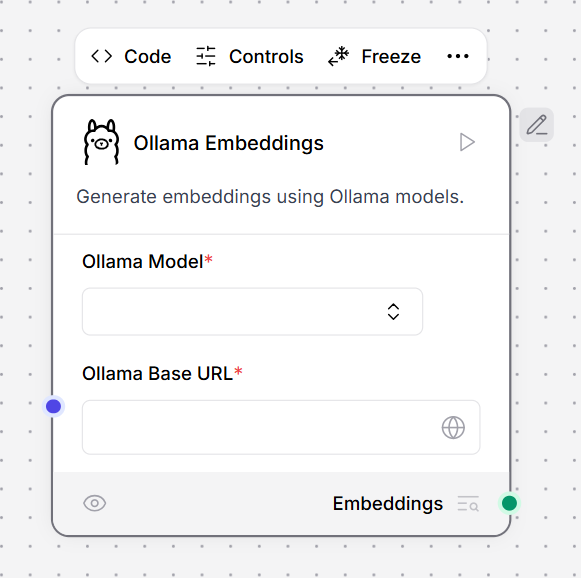 Code Controls Freeze
Ollama Embeddings
Generate embeddings using Ollama models.
Ollama Model*
Ollama Base URL*
Embeddings